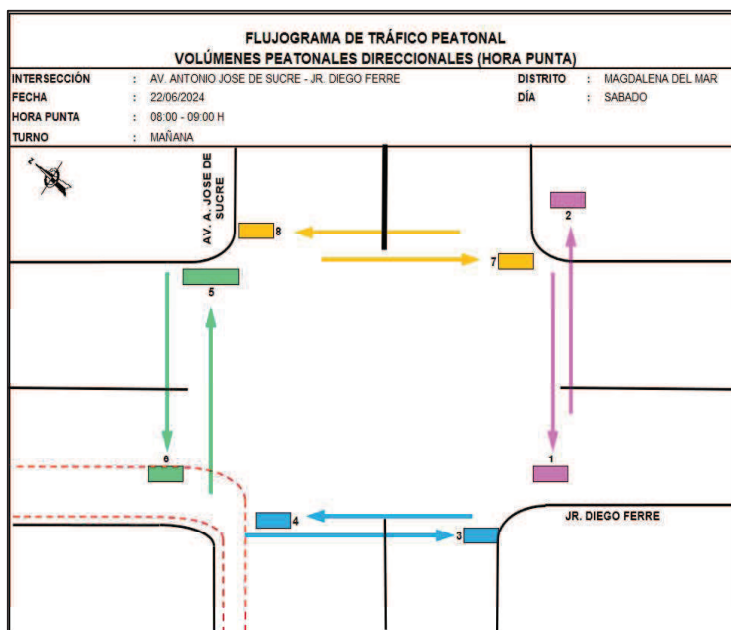 FLUJOGRAMA DE TRÁFICO PEATONAL
VOLÚMENES PEATONALES DIRECCIONALES (HORA PUNTA)
INTERSECCIÓN : AV. ANTONIO JOSE DE SUCRE - JR. DIEGO FERRE DISTRITO : MAGDALENA DEL MAR
FECHA : 22/06/2024 DÍA : SABADO
HORA PUNTA : 08:00 - 09:00 H
TURNO : MAÑANA
AV. A. JOSE DE
SUCRE
2
8
7
5
6
1
4
3
JR. DIEGO FERRE